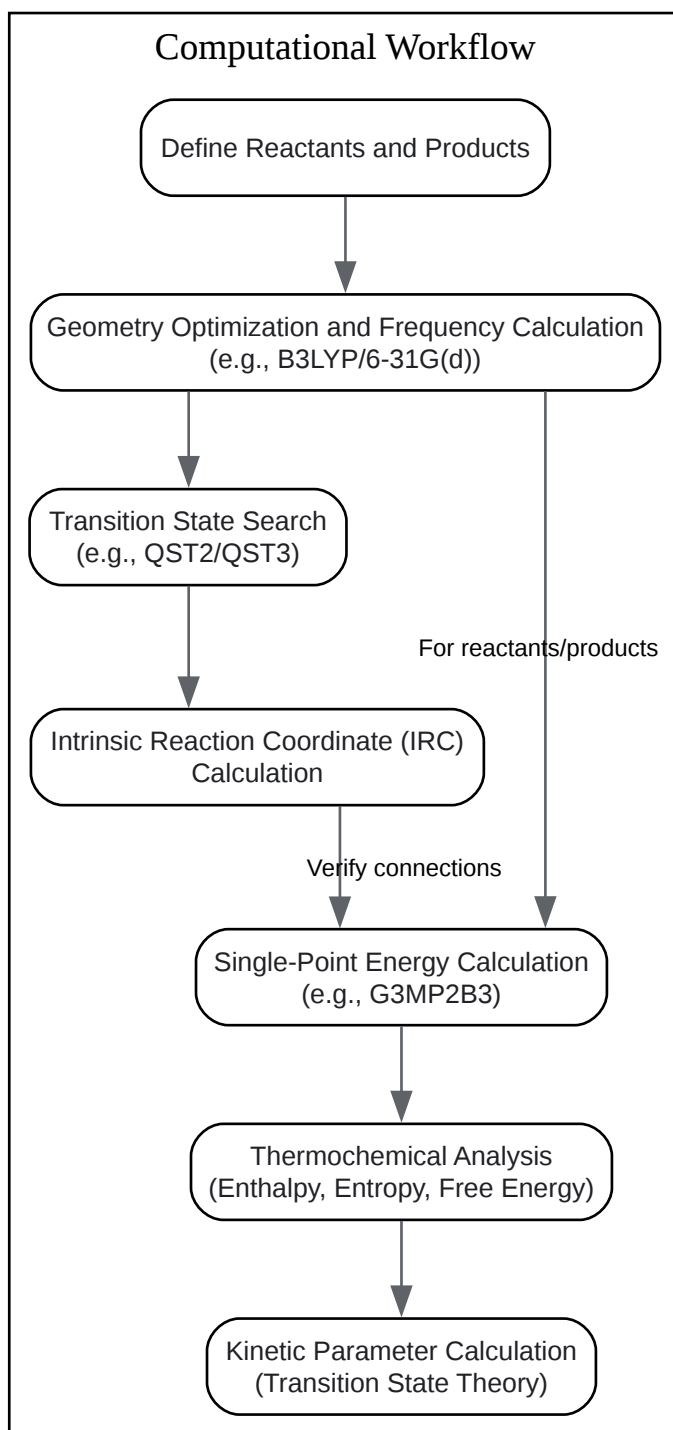 Computational Workflow
Define Reactants and Products
Geometry Optimization and Frequency Calculation
(e.g., B3LYP/6-31G(d))
Transition State Search
(e.g., QST2/QST3)
For reactants/products
Intrinsic Reaction Coordinate (IRC)
Calculation
Verify connections
Single-Point Energy Calculation
(e.g., G3MP2B3)
Thermochemical Analysis
(Enthalpy, Entropy, Free Energy)
Kinetic Parameter Calculation
(Transition State Theory)